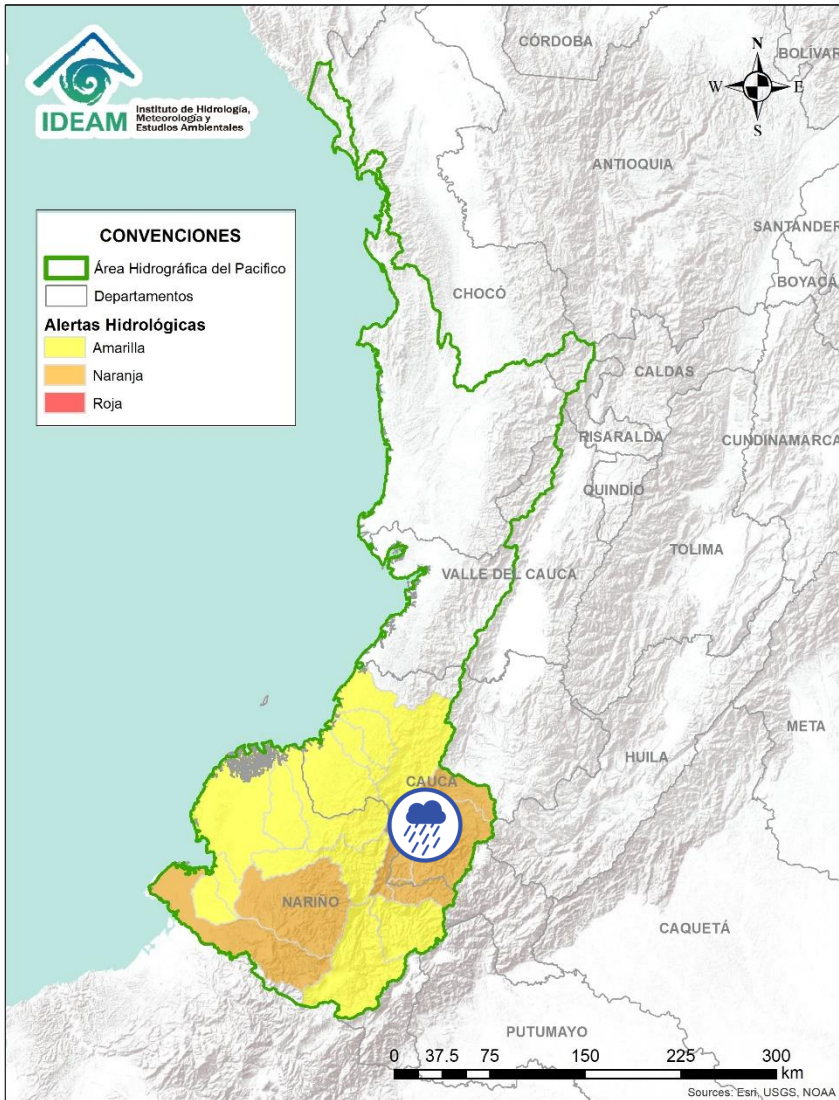 IDEAM
Instituto de Hidrología,
Meteorología y
Estudios Ambientales
N
W E
S
CONVENCIONES
Área Hidrográfica del Pacifico
Departamentos
Alertas Hidrológicas
Amarilla
Naranja
Roja
CÓRDOBA
BOLÍVAR
ANTIOQUIA
SANTANDER
BOYACÁ
CHOCÓ
CALDAS
RISARALDA
CUNDINAMARCA
QUINDÍO
TOLIMA
VALLE DEL CAUCA
META
HUILA
CAUCA
NARIÑO
CAQUETÁ
PUTUMAYO
0 37.5 75 150 225 300
km
Sources: Esri, USGS, NOAA